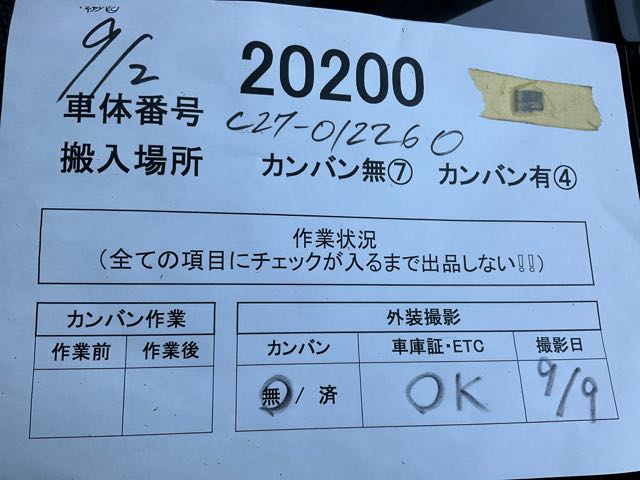 9/2
20200
車体番号 C27-012260
搬入場所 カンバン無⑦ カンバン有④
作業状況
(全ての項目にチェックが入るまで出品しない!!)
カンバン作業
作業前 作業後
外装撮影
カンバン 車庫証・ETC 撮影日
無 / 済 OK 9/9